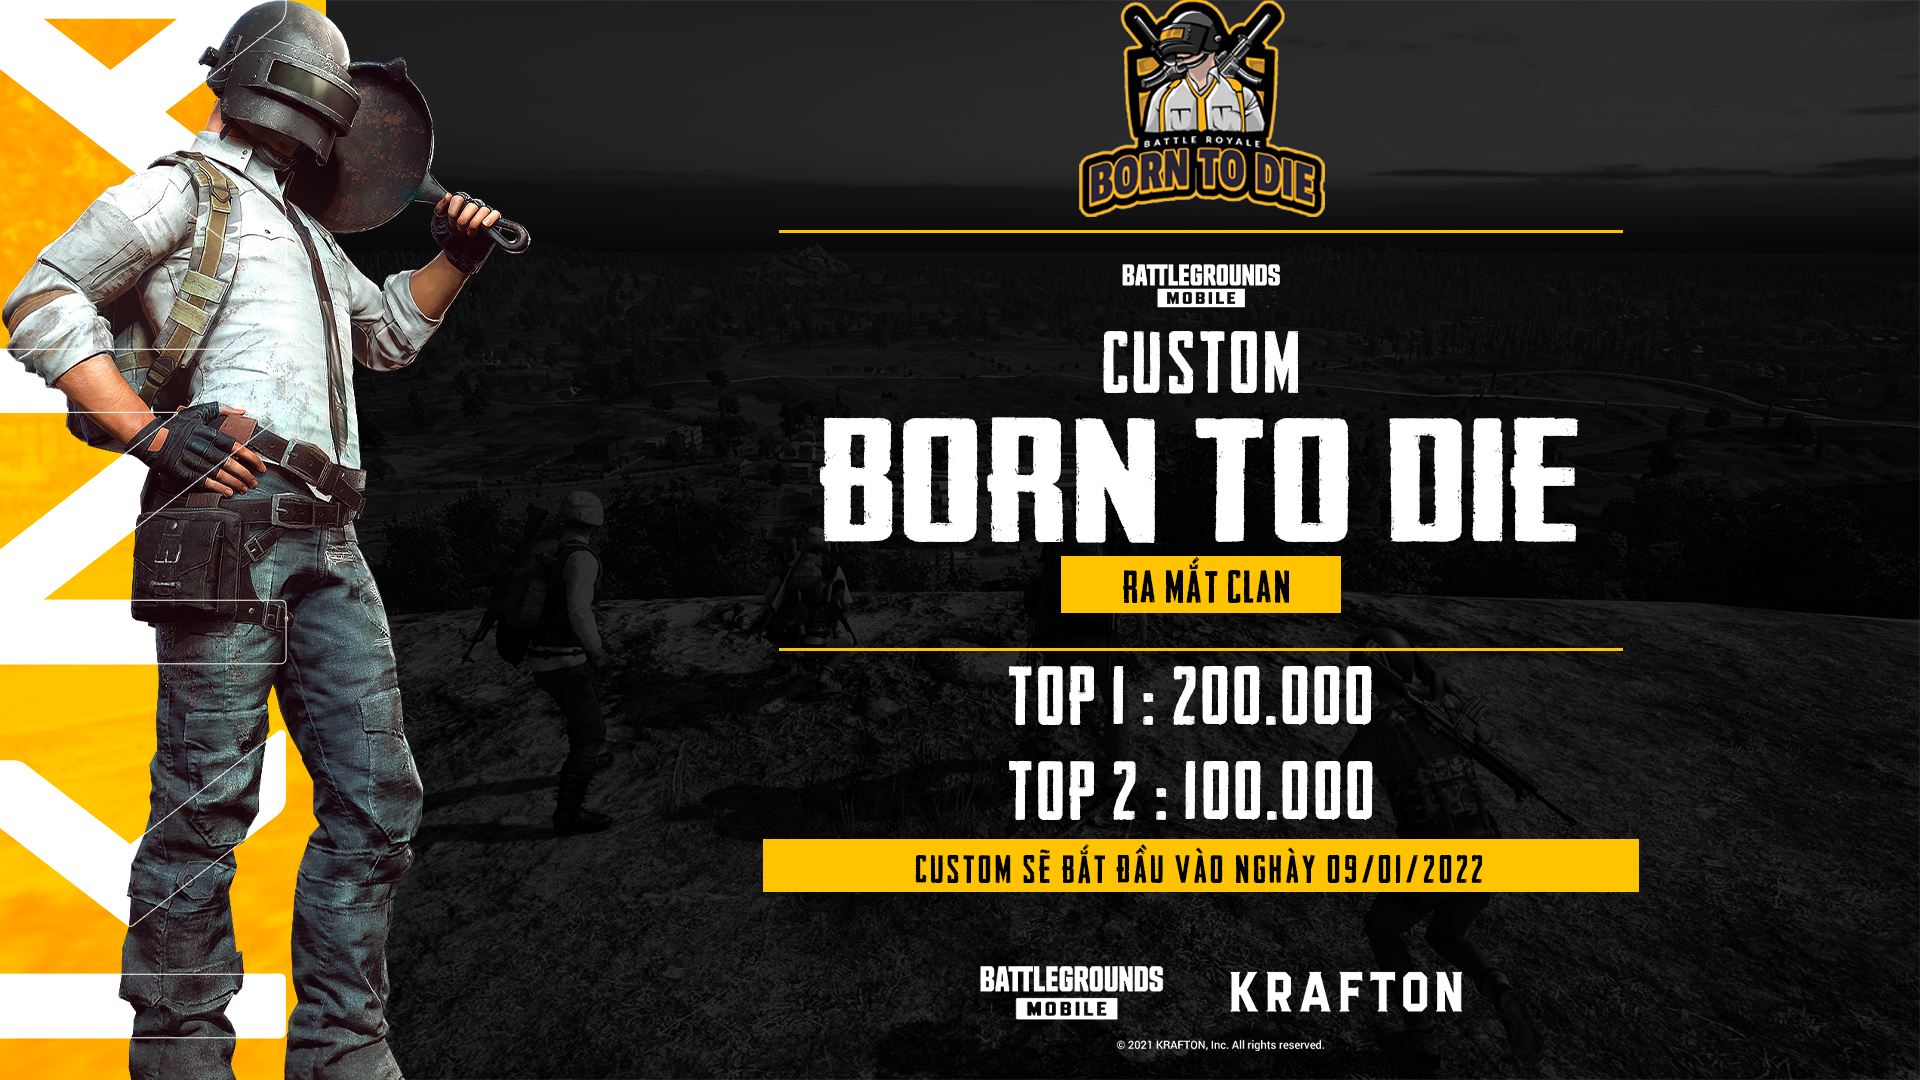 BATTLE ROYALE
BORN TO DIE
BATTLEGROUNDS
MOBILE
CUSTOM
BORN TO DIE
RA MẮT CLAN
TOP 1 : 200.000
TOP 2 : 100.000
CUSTOM SẼ BẮT ĐẦU VÀO NGHÀY 09/01/2022
BATTLEGROUNDS
MOBILE
KRAFTON
© 2021 KRAFTON, Inc. All rights reserved.